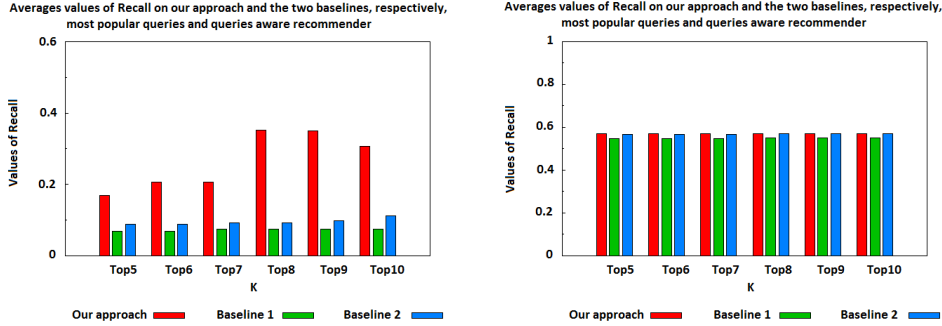 Averages values of Recall on our approach and the two baselines, respectively,
most popular queries and queries aware recommender
0.6
0.4
0.2
0
Values of Recall
Top5 Top6 Top7 Top8 Top9 Top10
K
Our approach Baseline 1 Baseline 2
Averages values of Recall on our approach and the two baselines, respectively,
most popular queries and queries aware recommender
1
0.8
0.6
0.4
0.2
0
Values of Recall
Top5 Top6 Top7 Top8 Top9 Top10
K
Our approach Baseline 1 Baseline 2